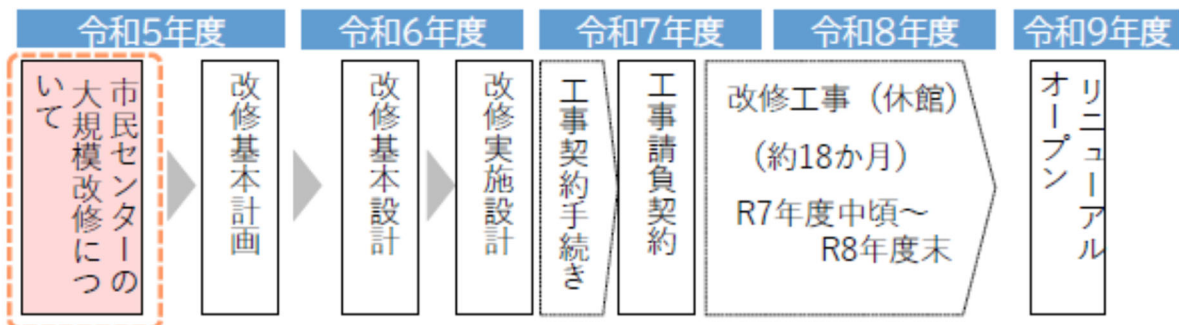 令和5年度
令和6年度
令和7年度
令和8年度
令和9年度
市民センターの
大規模改修につ
いて
改修基本計画
改修基本設計
改修実施設計
工事契約手続き
工事請負契約
改修工事（休館）
（約18か月）
R7年度中頃～
R8年度末
リニューアル
オープン